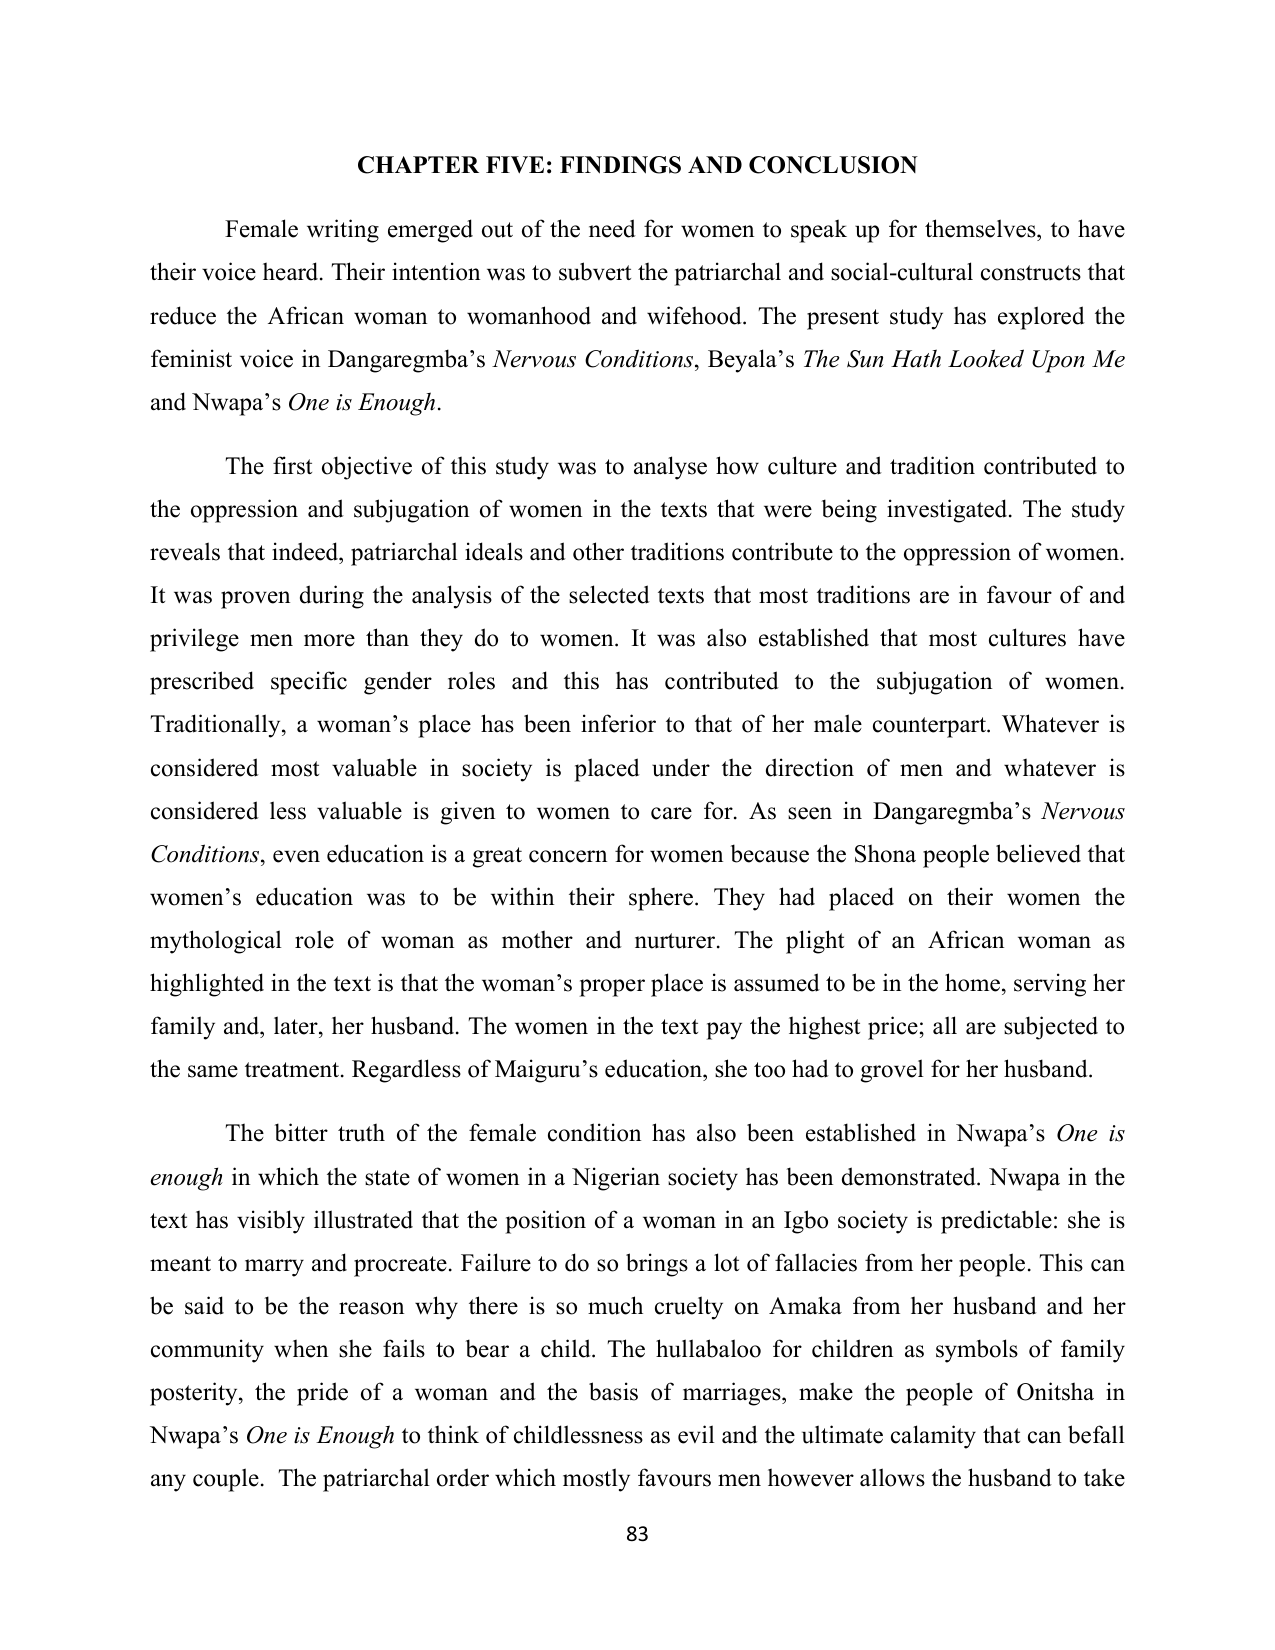 CHAPTER FIVE: FINDINGS AND CONCLUSION
Female writing emerged out of the need for women to speak up for themselves, to have
their voice heard. Their intention was to subvert the patriarchal and social-cultural constructs that
reduce the African woman to womanhood and wifehood. The present study has explored the
feminist voice in Dangaregmba’s Nervous Conditions, Beyala’s The Sun Hath Looked Upon Me
and Nwapa’s One is Enough.
The first objective of this study was to analyse how culture and tradition contributed to
the oppression and subjugation of women in the texts that were being investigated. The study
reveals that indeed, patriarchal ideals and other traditions contribute to the oppression of women.
It was proven during the analysis of the selected texts that most traditions are in favour of and
privilege men more than they do to women. It was also established that most cultures have
prescribed specific gender roles and this has contributed to the subjugation of women.
Traditionally, a woman’s place has been inferior to that of her male counterpart. Whatever is
considered most valuable in society is placed under the direction of men and whatever is
considered less valuable is given to women to care for. As seen in Dangaregmba’s Nervous
Conditions, even education is a great concern for women because the Shona people believed that
women’s education was to be within their sphere. They had placed on their women the
mythological role of woman as mother and nurturer. The plight of an African woman as
highlighted in the text is that the woman’s proper place is assumed to be in the home, serving her
family and, later, her husband. The women in the text pay the highest price; all are subjected to
the same treatment. Regardless of Maiguru’s education, she too had to grovel for her husband.
The bitter truth of the female condition has also been established in Nwapa’s One is
enough in which the state of women in a Nigerian society has been demonstrated. Nwapa in the
text has visibly illustrated that the position of a woman in an Igbo society is predictable: she is
meant to marry and procreate. Failure to do so brings a lot of fallacies from her people. This can
be said to be the reason why there is so much cruelty on Amaka from her husband and her
community when she fails to bear a child. The hullabaloo for children as symbols of family
posterity, the pride of a woman and the basis of marriages, make the people of Onitsha in
Nwapa’s One is Enough to think of childlessness as evil and the ultimate calamity that can befall
any couple.  The patriarchal order which mostly favours men however allows the husband to take
83